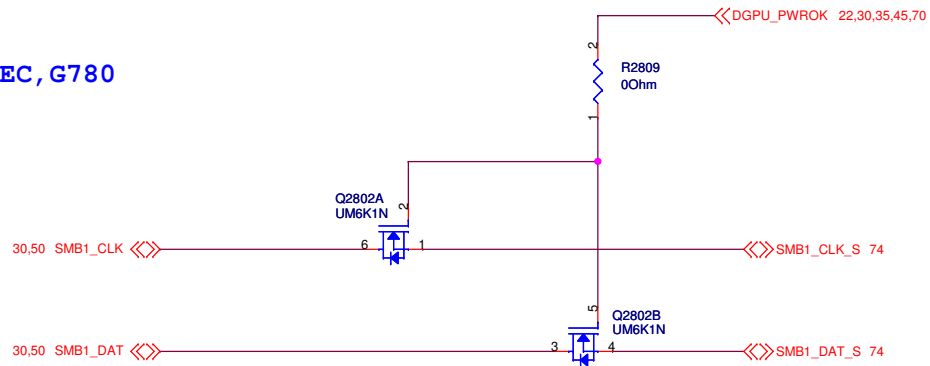 DGPU_PWROK 22,30,35,45,70
EC,G780
2
R2809
0Ohm
1
Q2802A
UM6K1N
2
30,50 SMB1_CLK
6
1
SMB1_CLK_S 74
5
Q2802B
UM6K1N
30,50 SMB1_DAT
3
4
SMB1_DAT_S 74